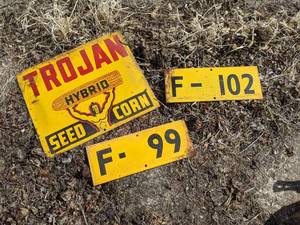 TROJAN
HYBRID
SEED CORN
F - 102
F - 99